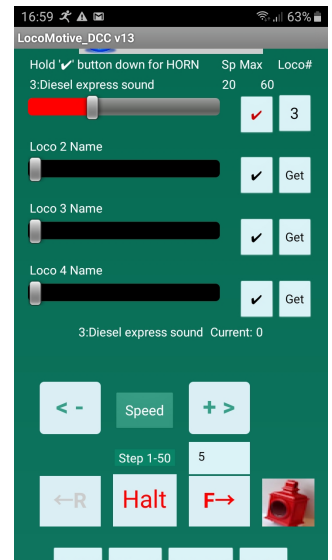 16:59 63%
LocoMotive_DCC v13
Hold '✔' button down for HORN Sp Max Loco#
3:Diesel express sound 20 60
✔ 3
Loco 2 Name
✔ Get
Loco 3 Name
✔ Get
Loco 4 Name
✔ Get
3:Diesel express sound Current: 0
< - Speed + >
Step 1-50 5
←R Halt F→